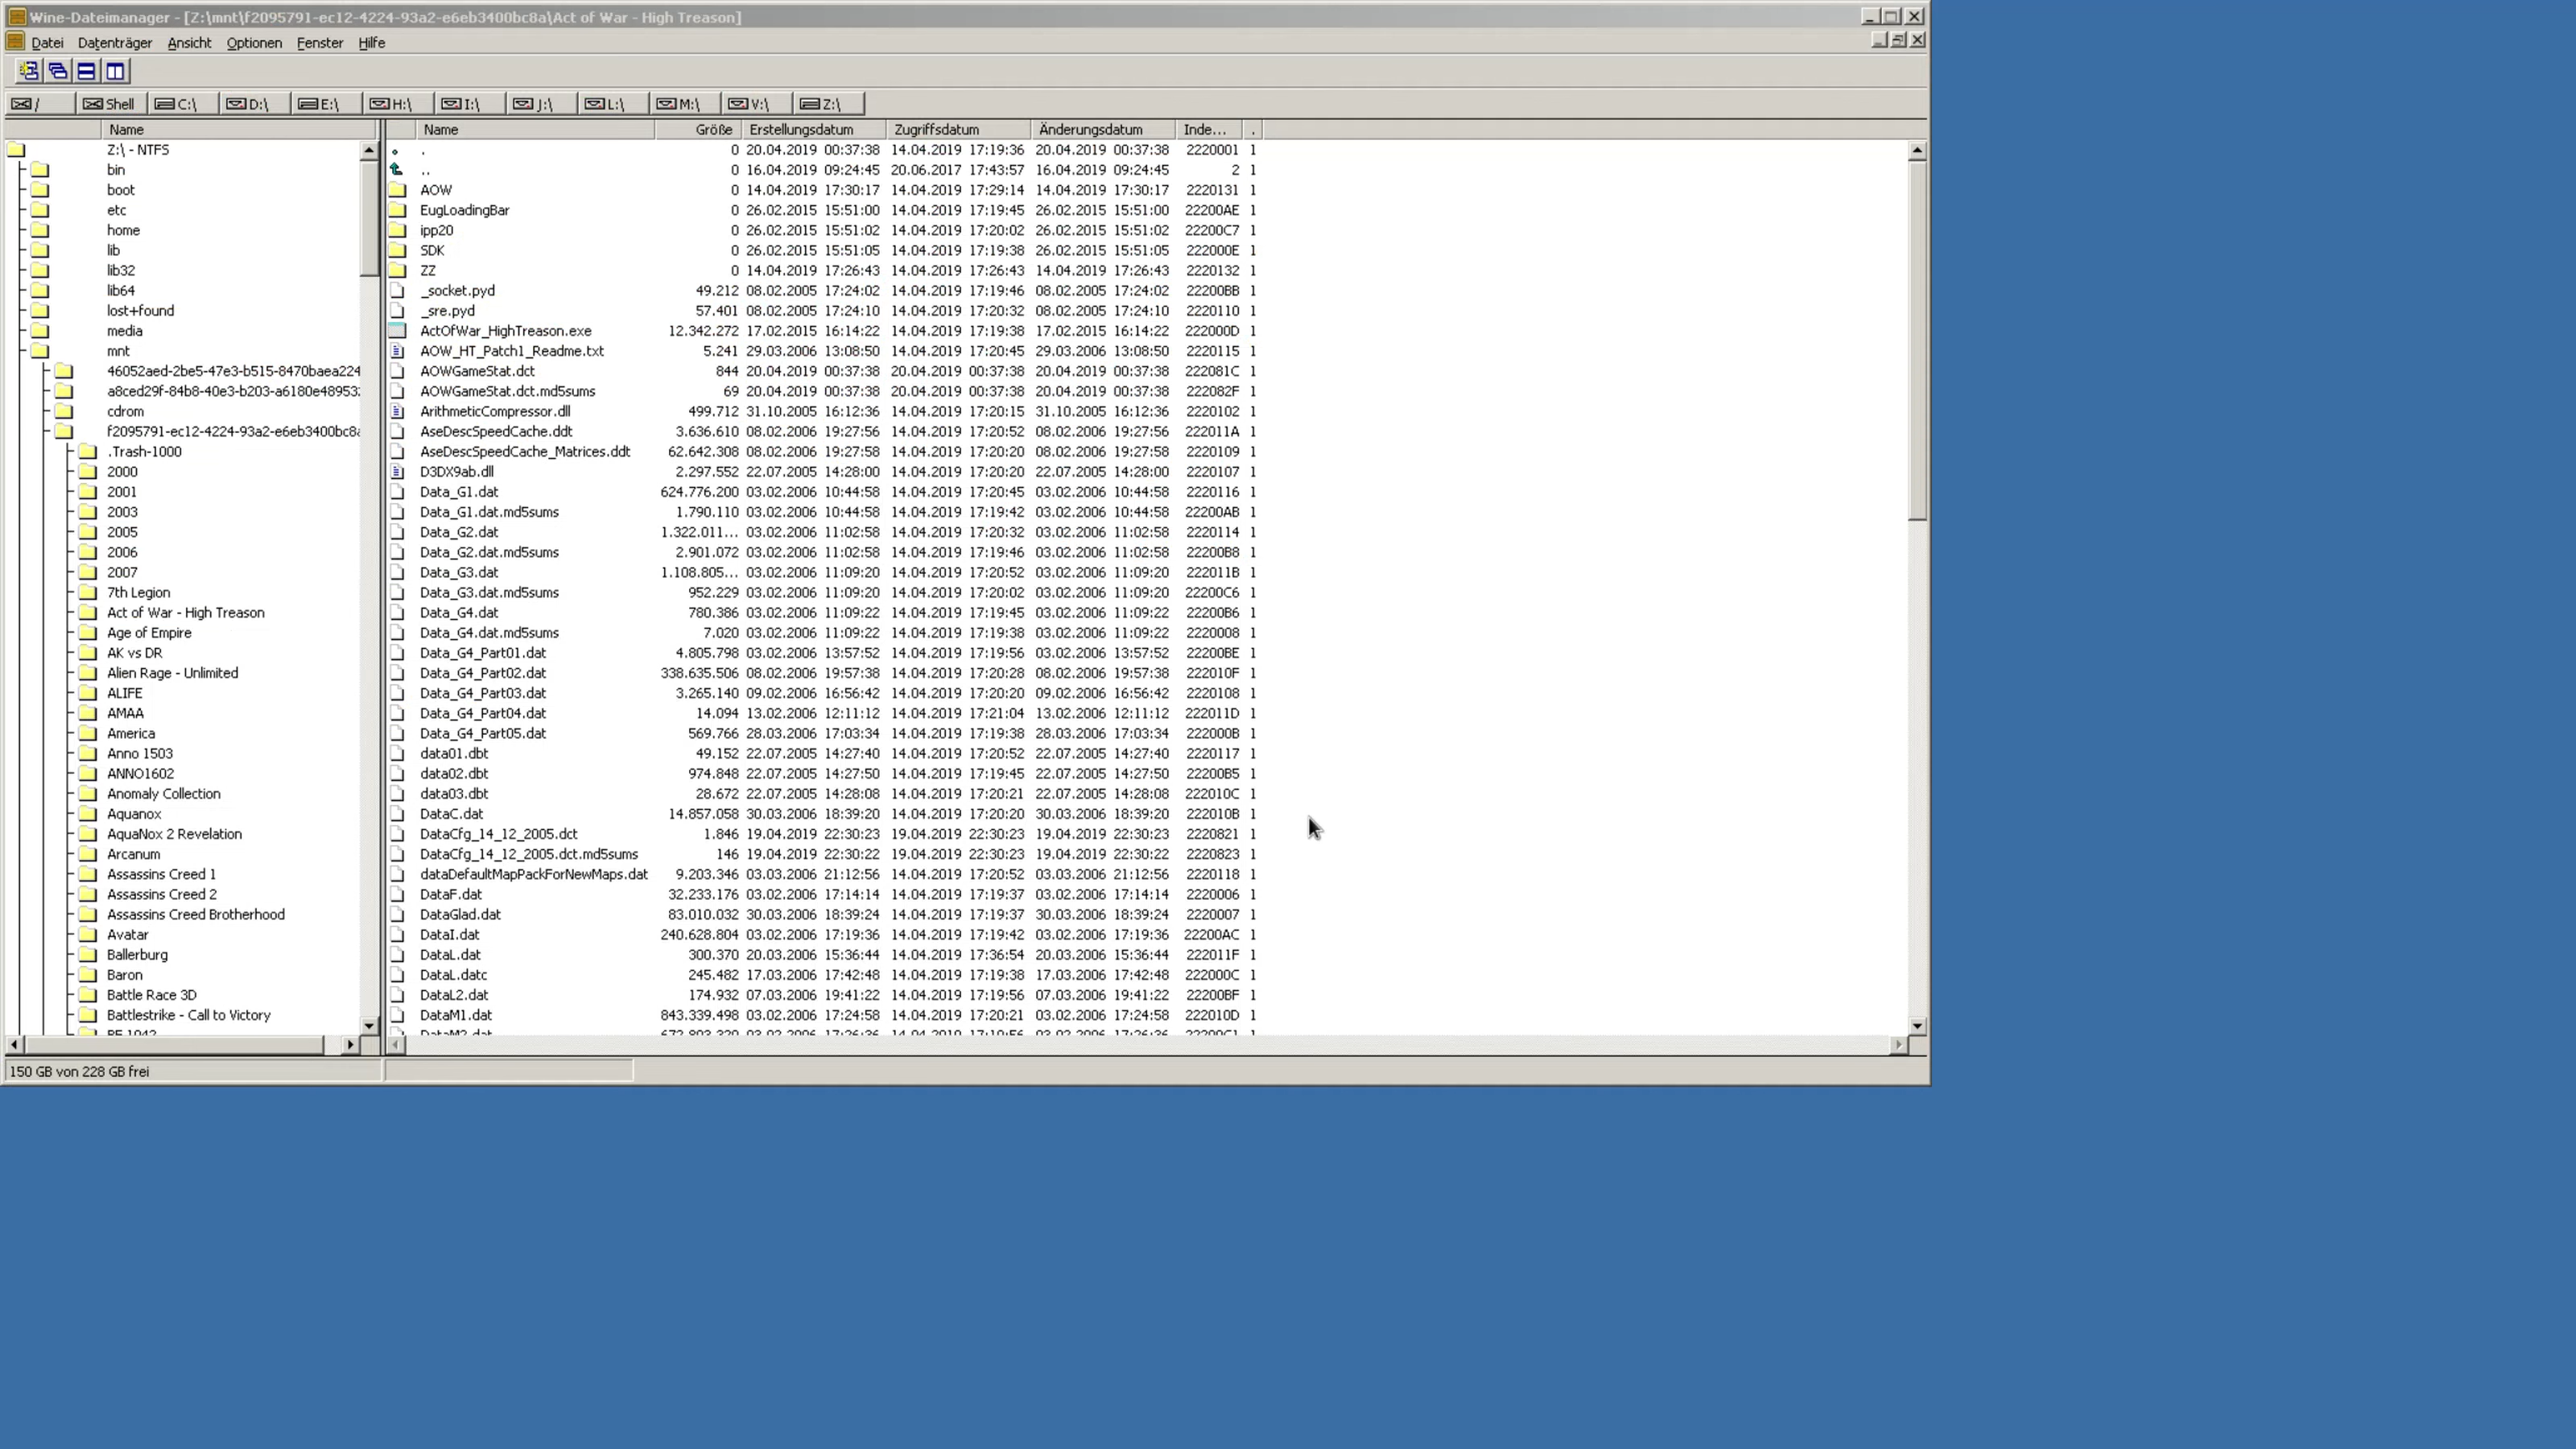 Wine-Dateimanager - [Z:\mnt\f2095791-ec12-4224-93a2-e6eb3400bc8a\Act of War - High Treason]
Datei Datenträger Ansicht Optionen Fenster Hilfe
/ Shell C:\ D:\ E:\ H:\ I:\ J:\ L:\ M:\ V:\ Z:\
Name
Z:\ - NTFS
bin
boot
etc
home
lib
lib32
lib64
lost+found
media
mnt
46052aed-2be5-47e3-b515-8470baea224
a8ced29f-84b8-40e3-b203-a6180e48953
cdrom
f2095791-ec12-4224-93a2-e6eb3400bc8
.Trash-1000
2000
2001
2003
2005
2006
2007
7th Legion
Act of War - High Treason
Age of Empire
AK vs DR
Alien Rage - Unlimited
ALIFE
AMAA
America
Anno 1503
ANNO1602
Anomaly Collection
Aquanox
AquaNox 2 Revelation
Arcanum
Assassins Creed 1
Assassins Creed 2
Assassins Creed Brotherhood
Avatar
Ballerburg
Baron
Battle Race 3D
Battlestrike - Call to Victory
Name Größe Erstellungsdatum Zugriffsdatum Änderungsdatum Inde... .
. 0 20.04.2019 00:37:38 14.04.2019 17:19:36 20.04.2019 00:37:38 2220001 1
.. 0 16.04.2019 09:24:45 20.06.2017 17:43:57 16.04.2019 09:24:45 2 1
AOW 0 14.04.2019 17:30:17 14.04.2019 17:29:14 14.04.2019 17:30:17 2220131 1
EugLoadingBar 0 26.02.2015 15:51:00 14.04.2019 17:19:45 26.02.2015 15:51:00 22200AE 1
ipp20 0 26.02.2015 15:51:02 14.04.2019 17:20:02 26.02.2015 15:51:02 22200C7 1
SDK 0 26.02.2015 15:51:05 14.04.2019 17:19:38 26.02.2015 15:51:05 222000E 1
ZZ 0 14.04.2019 17:26:43 14.04.2019 17:26:43 14.04.2019 17:26:43 2220132 1
_socket.pyd 49.212 08.02.2005 17:24:02 14.04.2019 17:19:46 08.02.2005 17:24:02 22200BB 1
_sre.pyd 57.401 08.02.2005 17:24:10 14.04.2019 17:20:32 08.02.2005 17:24:10 2220110 1
ActOfWar_HighTreason.exe 12.342.272 17.02.2015 16:14:22 14.04.2019 17:19:38 17.02.2015 16:14:22 222000D 1
AOW_HT_Patch1_Readme.txt 5.241 29.03.2006 13:08:50 14.04.2019 17:20:45 29.03.2006 13:08:50 2220115 1
AOWGameStat.dct 844 20.04.2019 00:37:38 20.04.2019 00:37:38 20.04.2019 00:37:38 222081C 1
AOWGameStat.dct.md5sums 69 20.04.2019 00:37:38 20.04.2019 00:37:38 20.04.2019 00:37:38 222082F 1
ArithmeticCompressor.dll 499.712 31.10.2005 16:12:36 14.04.2019 17:20:15 31.10.2005 16:12:36 2220102 1
AseDescSpeedCache.ddt 3.636.610 08.02.2006 19:27:56 14.04.2019 17:20:52 08.02.2006 19:27:56 222011A 1
AseDescSpeedCache_Matrices.ddt 62.642.308 08.02.2006 19:27:58 14.04.2019 17:20:20 08.02.2006 19:27:58 2220109 1
D3DX9ab.dll 2.297.552 22.07.2005 14:28:00 14.04.2019 17:20:20 22.07.2005 14:28:00 2220107 1
Data_G1.dat 624.776.200 03.02.2006 10:44:58 14.04.2019 17:20:45 03.02.2006 10:44:58 2220116 1
Data_G1.dat.md5sums 1.790.110 03.02.2006 10:44:58 14.04.2019 17:19:42 03.02.2006 10:44:58 22200AB 1
Data_G2.dat 1.322.011... 03.02.2006 11:02:58 14.04.2019 17:20:32 03.02.2006 11:02:58 2220114 1
Data_G2.dat.md5sums 2.901.072 03.02.2006 11:02:58 14.04.2019 17:19:46 03.02.2006 11:02:58 22200B8 1
Data_G3.dat 1.108.805... 03.02.2006 11:09:20 14.04.2019 17:20:52 03.02.2006 11:09:20 222011B 1
Data_G3.dat.md5sums 952.229 03.02.2006 11:09:20 14.04.2019 17:20:02 03.02.2006 11:09:20 22200C6 1
Data_G4.dat 780.386 03.02.2006 11:09:22 14.04.2019 17:19:45 03.02.2006 11:09:22 22200B6 1
Data_G4.dat.md5sums 7.020 03.02.2006 11:09:22 14.04.2019 17:19:38 03.02.2006 11:09:22 2220008 1
Data_G4_Part01.dat 4.805.798 03.02.2006 13:57:52 14.04.2019 17:19:56 03.02.2006 13:57:52 22200BE 1
Data_G4_Part02.dat 338.635.506 08.02.2006 19:57:38 14.04.2019 17:20:28 08.02.2006 19:57:38 222010F 1
Data_G4_Part03.dat 3.265.140 09.02.2006 16:56:42 14.04.2019 17:20:20 09.02.2006 16:56:42 2220108 1
Data_G4_Part04.dat 14.094 13.02.2006 12:11:12 14.04.2019 17:21:04 13.02.2006 12:11:12 222011D 1
Data_G4_Part05.dat 569.766 28.03.2006 17:03:34 14.04.2019 17:19:38 28.03.2006 17:03:34 222000B 1
data01.dbt 49.152 22.07.2005 14:27:40 14.04.2019 17:20:52 22.07.2005 14:27:40 2220117 1
data02.dbt 974.848 22.07.2005 14:27:50 14.04.2019 17:19:45 22.07.2005 14:27:50 22200B5 1
data03.dbt 28.672 22.07.2005 14:28:08 14.04.2019 17:20:21 22.07.2005 14:28:08 222010C 1
DataC.dat 14.857.058 30.03.2006 18:39:20 14.04.2019 17:20:20 30.03.2006 18:39:20 222010B 1
DataCfg_14_12_2005.dct 1.846 19.04.2019 22:30:23 19.04.2019 22:30:23 19.04.2019 22:30:23 2220821 1
DataCfg_14_12_2005.dct.md5sums 146 19.04.2019 22:30:22 19.04.2019 22:30:23 19.04.2019 22:30:22 2220823 1
dataDefaultMapPackForNewMaps.dat 9.203.346 03.03.2006 21:12:56 14.04.2019 17:20:52 03.03.2006 21:12:56 2220118 1
DataF.dat 32.233.176 03.02.2006 17:14:14 14.04.2019 17:19:37 03.02.2006 17:14:14 2220006 1
DataGlad.dat 83.010.032 30.03.2006 18:39:24 14.04.2019 17:19:37 30.03.2006 18:39:24 2220007 1
DataI.dat 240.628.804 03.02.2006 17:19:36 14.04.2019 17:19:42 03.02.2006 17:19:36 22200AC 1
DataL.dat 300.370 20.03.2006 15:36:44 14.04.2019 17:36:54 20.03.2006 15:36:44 222011F 1
DataL.datc 245.482 17.03.2006 17:42:48 14.04.2019 17:19:38 17.03.2006 17:42:48 222000C 1
DataL2.dat 174.932 07.03.2006 19:41:22 14.04.2019 17:19:56 07.03.2006 19:41:22 22200BF 1
DataM1.dat 843.339.498 03.02.2006 17:24:58 14.04.2019 17:20:21 03.02.2006 17:24:58 222010D 1
150 GB von 228 GB frei